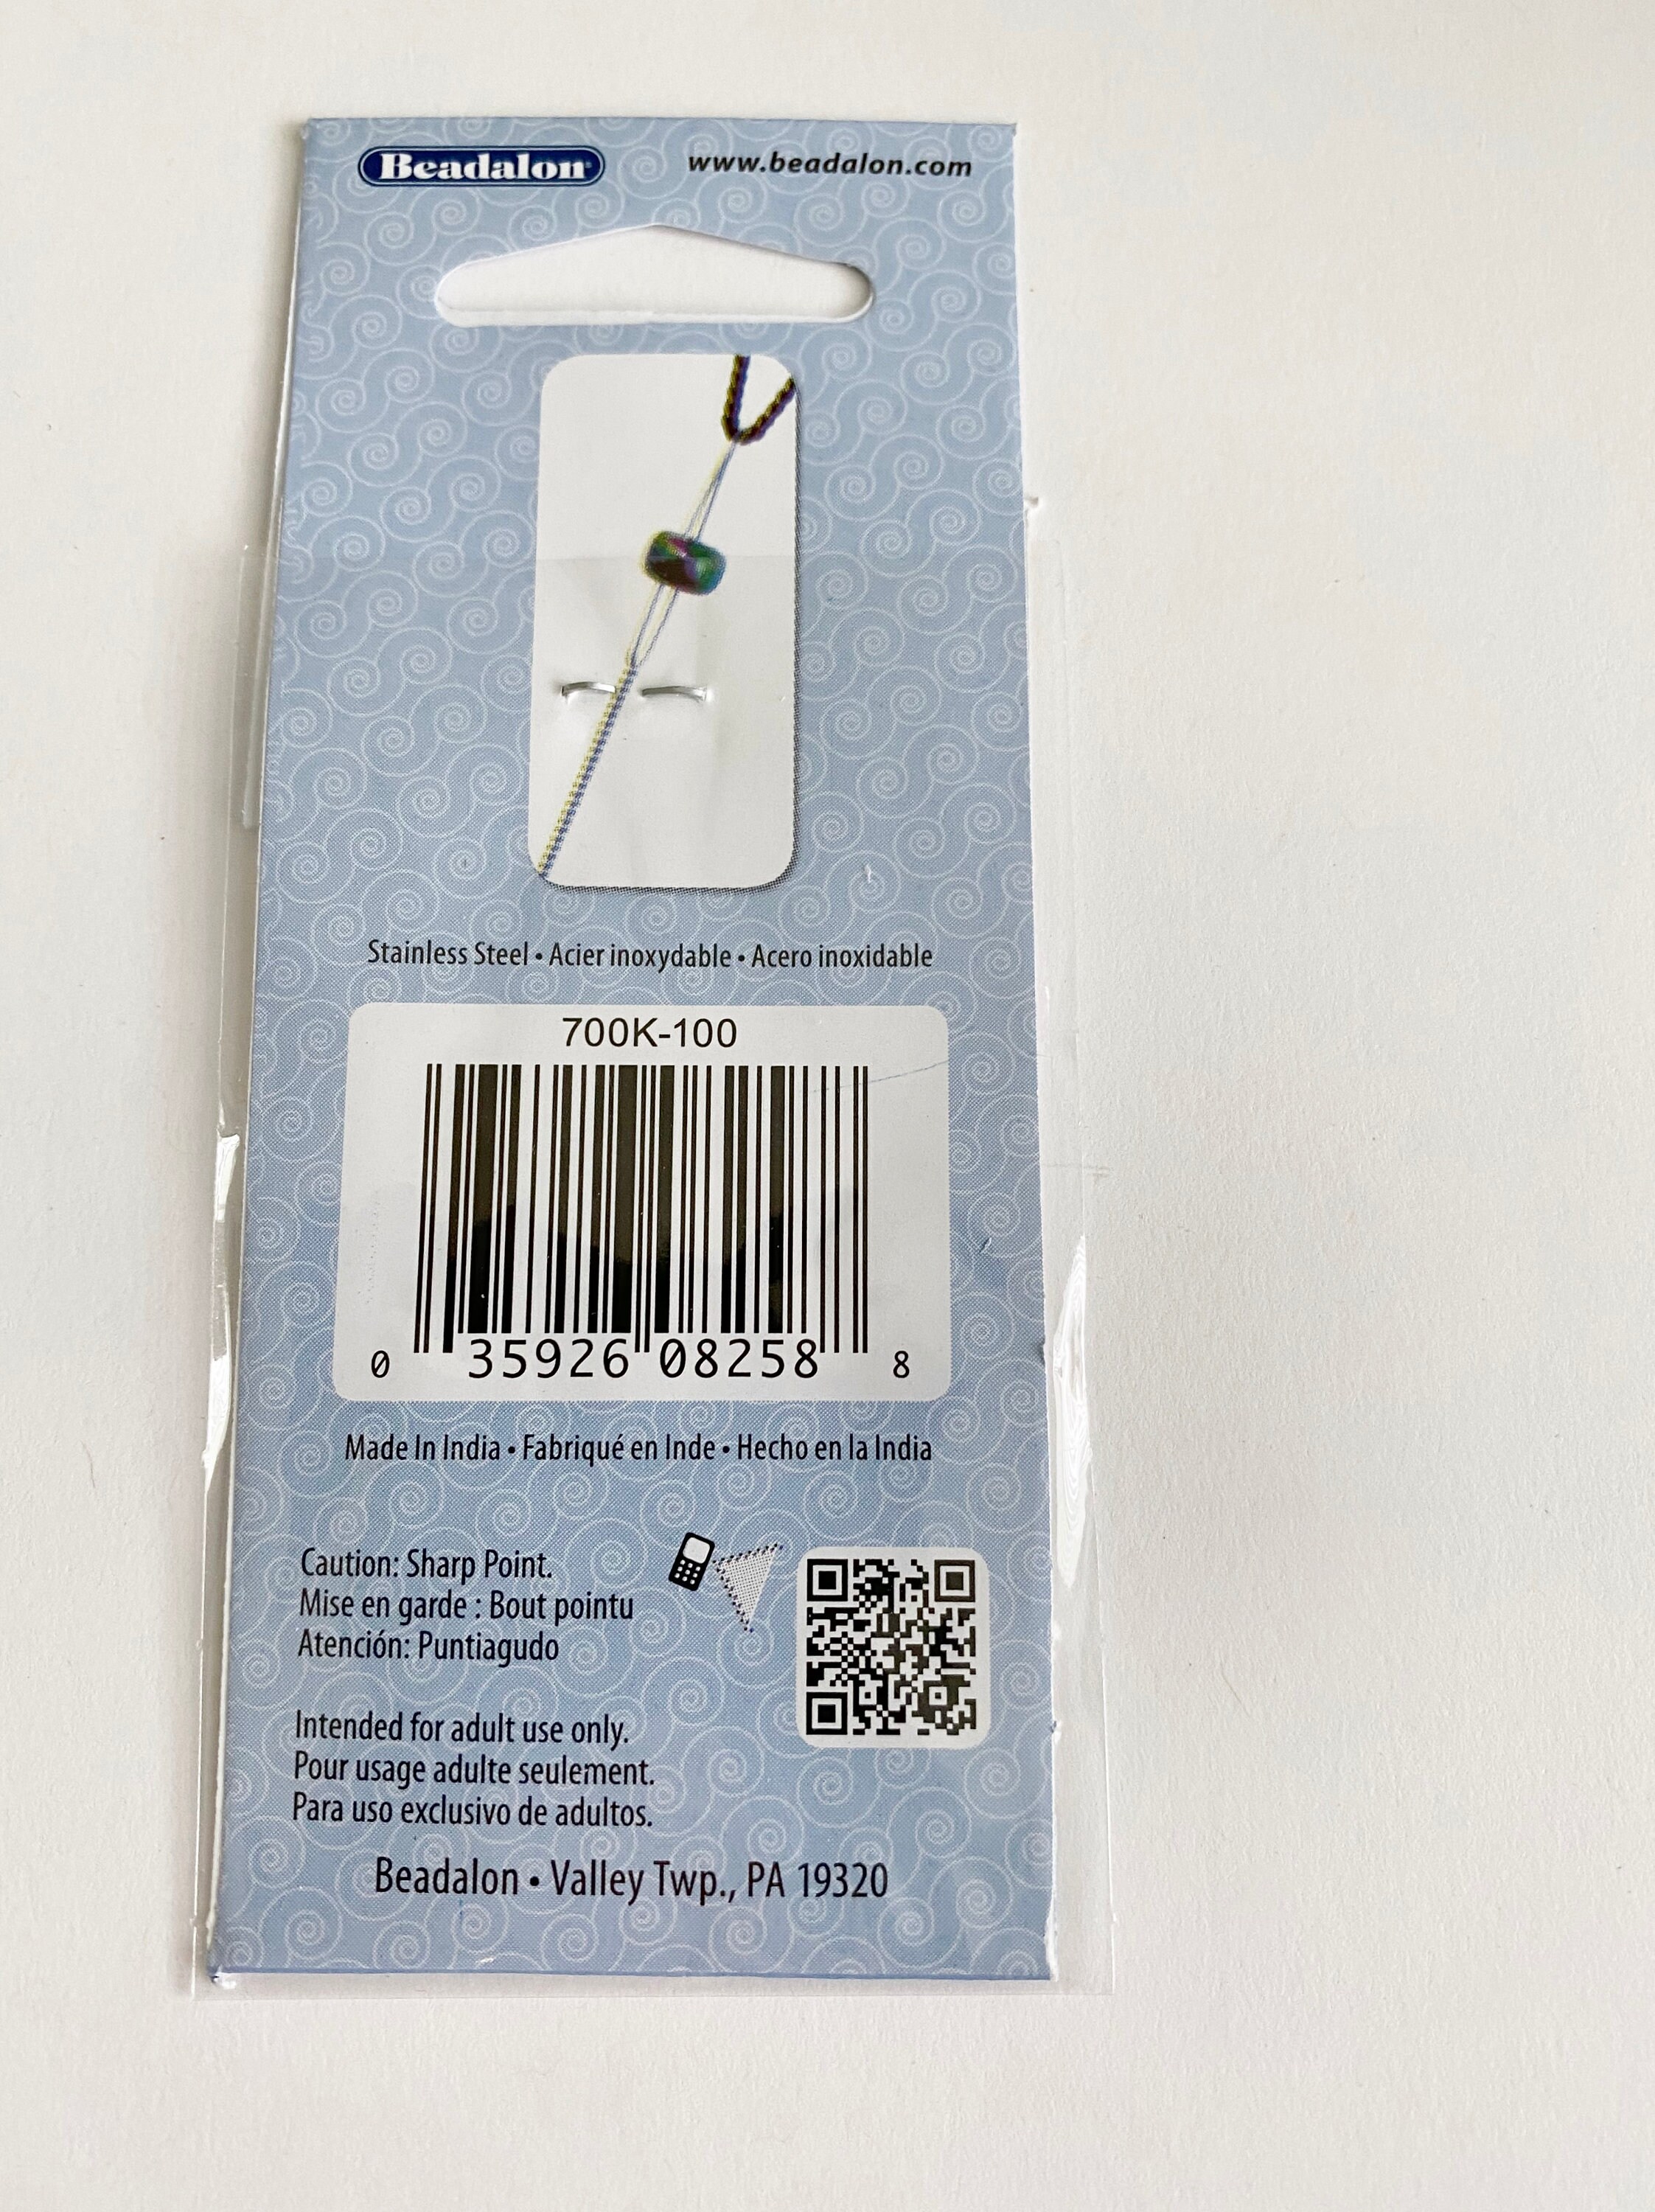 Beadalon
www.beadalon.com
Stainless Steel • Acier inoxydable • Acero inoxidable
700K-100
0 35926 08258 8
Made In India • Fabriqué en Inde • Hecho en la India
Caution: Sharp Point.
Mise en garde : Bout pointu
Atención: Puntiagudo
Intended for adult use only.
Pour usage adulte seulement.
Para uso exclusivo de adultos.
Beadalon • Valley Twp., PA 19320